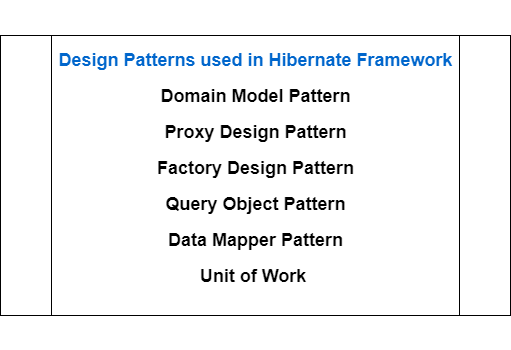 Design Patterns used in Hibernate Framework
Domain Model Pattern
Proxy Design Pattern
Factory Design Pattern
Query Object Pattern
Data Mapper Pattern
Unit of Work